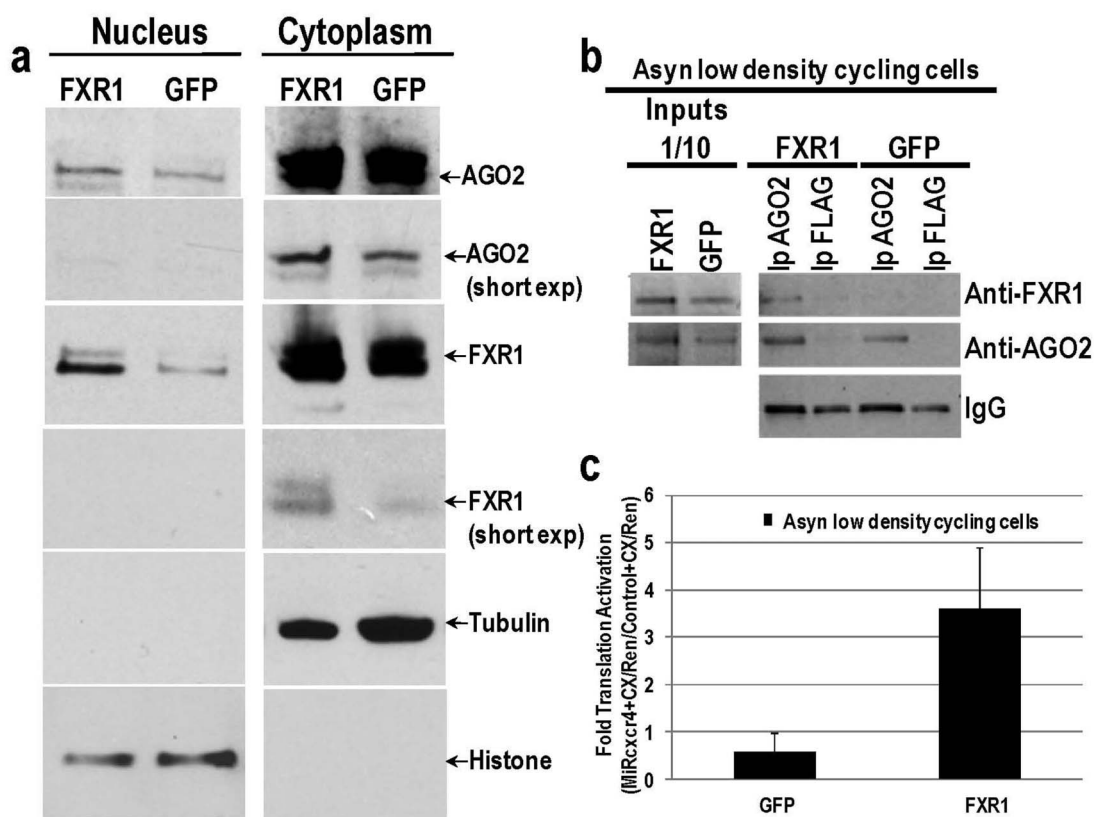 a
Nucleus Cytoplasm
FXR1 GFP FXR1 GFP
←AGO2
←AGO2
(short exp)
←FXR1
←FXR1
(short exp)
←Tubulin
←Histone
b
Asyn low density cycling cells
Inputs
1/10 FXR1 GFP
FXR1 GFP Ip AGO2 Ip FLAG Ip AGO2 Ip FLAG
Anti-FXR1
Anti-AGO2
IgG
c
Fold Translation Activation
(MiRcxcr4+CX/Ren/Control+CX/Ren)
6
■ Asyn low density cycling cells
5
4
3
2
1
0
GFP FXR1